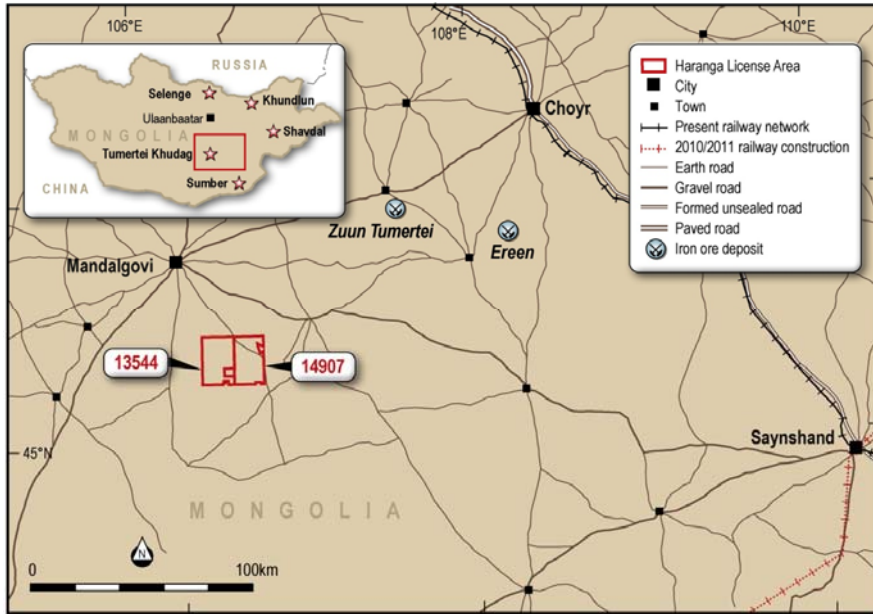 106°E
108°E
110°E
RUSSIA
Selenge
Khundlun
Ulaanbaatar
Shavdal
MONGOLIA
Tumertei Khudag
CHINA
Sumber
Haranga License Area
City
Town
Present railway network
2010/2011 railway construction
Earth road
Gravel road
Formed unsealed road
Paved road
Iron ore deposit
Choyr
Zuun Tumertei
Ereen
Mandalgovi
13544
14907
Saynshand
45°N
MONGOLIA
N
0
100km